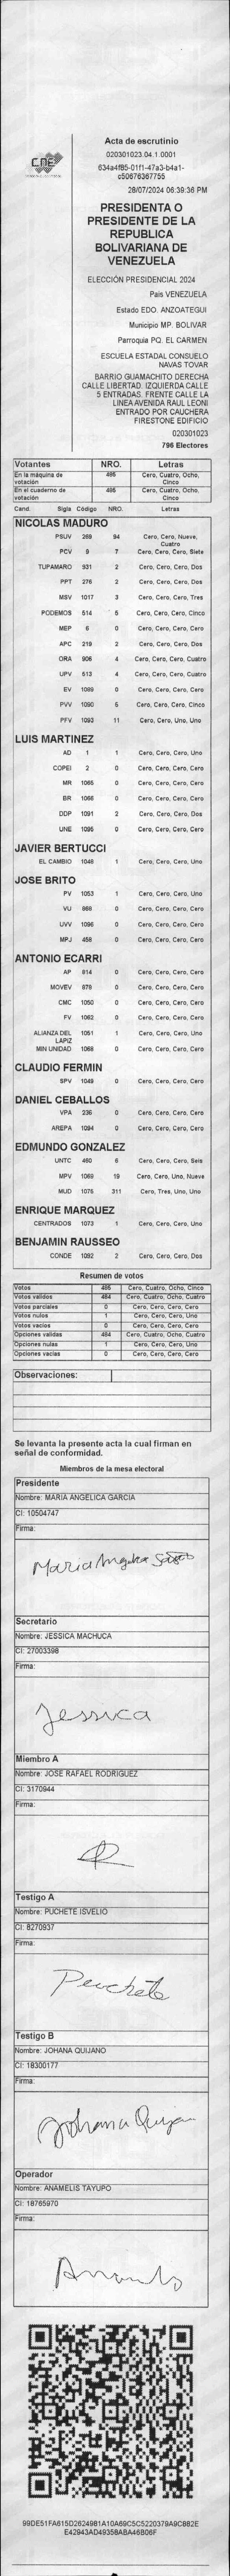 CNE
Acta de escrutinio
020301023.04.1.0001
634a4f85-01f1-47a3-b4a1-
c50676367755
28/07/2024 06:39:36 PM
PRESIDENTA O
PRESIDENTE DE LA
REPUBLICA
BOLIVARIANA DE
VENEZUELA
ELECCIÓN PRESIDENCIAL 2024
Pais VENEZUELA
Estado EDO. ANZOATEGUI
Municipio MP. BOLIVAR
Parroquia PQ. EL CARMEN
ESCUELA ESTADAL CONSUELO
NAVAS TOVAR
BARRIO GUAMACHITO DERECHA
CALLE LIBERTAD. IZQUIERDA CALLE
5 ENTRADAS. FRENTE CALLE LA
LINEA AVENIDA RAUL LEONI
ENTRADO POR CAUCHERA
FIRESTONE EDIFICIO
020301023
796 Electores
Votantes NRO. Letras
En la máquina de votación 485 Cero, Cuatro, Ocho, Cinco
En el cuaderno de votación 485 Cero, Cuatro, Ocho, Cinco
Cand. Sigla Código NRO. Letras
NICOLAS MADURO
PSUV 269 94 Cero, Cero, Nueve, Cuatro
PCV 9 7 Cero, Cero, Cero, Siete
TUPAMARO 931 2 Cero, Cero, Cero, Dos
PPT 276 2 Cero, Cero, Cero, Dos
MSV 1017 3 Cero, Cero, Cero, Tres
PODEMOS 514 5 Cero, Cero, Cero, Cinco
MEP 6 0 Cero, Cero, Cero, Cero
APC 219 2 Cero, Cero, Cero, Dos
ORA 906 4 Cero, Cero, Cero, Cuatro
UPV 613 4 Cero, Cero, Cero, Cuatro
EV 1089 0 Cero, Cero, Cero, Cero
PVV 1090 5 Cero, Cero, Cero, Cinco
PFV 1093 11 Cero, Cero, Uno, Uno
LUIS MARTINEZ
AD 1 1 Cero, Cero, Cero, Uno
COPEI 2 0 Cero, Cero, Cero, Cero
MR 1065 0 Cero, Cero, Cero, Cero
BR 1066 0 Cero, Cero, Cero, Cero
DDP 1091 2 Cero, Cero, Cero, Dos
UNE 1095 0 Cero, Cero, Cero, Cero
JAVIER BERTUCCI
EL CAMBIO 1048 1 Cero, Cero, Cero, Uno
JOSE BRITO
PV 1053 1 Cero, Cero, Cero, Uno
VU 868 0 Cero, Cero, Cero, Cero
UVV 1096 0 Cero, Cero, Cero, Cero
MPJ 458 0 Cero, Cero, Cero, Cero
ANTONIO ECARRI
AP 814 0 Cero, Cero, Cero, Cero
MOVEV 878 0 Cero, Cero, Cero, Cero
CMC 1050 0 Cero, Cero, Cero, Cero
FV 1062 0 Cero, Cero, Cero, Cero
ALIANZA DEL LAPIZ 1051 1 Cero, Cero, Cero, Uno
MIN UNIDAD 1068 0 Cero, Cero, Cero, Cero
CLAUDIO FERMIN
SPV 1049 0 Cero, Cero, Cero, Cero
DANIEL CEBALLOS
VPA 236 0 Cero, Cero, Cero, Cero
AREPA 1094 0 Cero, Cero, Cero, Cero
EDMUNDO GONZALEZ
UNTC 460 6 Cero, Cero, Cero, Seis
MPV 1069 19 Cero, Cero, Uno, Nueve
MUD 1075 311 Cero, Tres, Uno, Uno
ENRIQUE MARQUEZ
CENTRADOS 1073 1 Cero, Cero, Cero, Uno
BENJAMIN RAUSSEO
CONDE 1092 2 Cero, Cero, Cero, Dos
Resumen de votos
Votos 485 Cero, Cuatro, Ocho, Cinco
Votos validos 484 Cero, Cuatro, Ocho, Cuatro
Votos parciales 0 Cero, Cero, Cero, Cero
Votos nulos 1 Cero, Cero, Cero, Uno
Votos vacios 0 Cero, Cero, Cero, Cero
Opciones validas 484 Cero, Cuatro, Ocho, Cuatro
Opciones nulas 1 Cero, Cero, Cero, Uno
Opciones vacias 0 Cero, Cero, Cero, Cero
Observaciones:
Se levanta la presente acta la cual firman en
señal de conformidad.
Miembros de la mesa electoral
Presidente
Nombre: MARIA ANGELICA GARCIA
CI: 10504747
Firma:
Maria Angelica
Secretario
Nombre: JESSICA MACHUCA
CI: 27003398
Firma:
Jessica
Miembro A
Nombre: JOSE RAFAEL RODRIGUEZ
CI: 3170944
Firma:
Testigo A
Nombre: PUCHETE ISVELIO
CI: 8270937
Firma:
Testigo B
Nombre: JOHANA QUIJANO
CI: 18300177
Firma:
Johana
Operador
Nombre: ANAMELIS TAYUPO
CI: 18765970
Firma:
99DE51FA615D2624981A10A69C5C5220379A9CB82E
E42943AD49358ABA46B06F